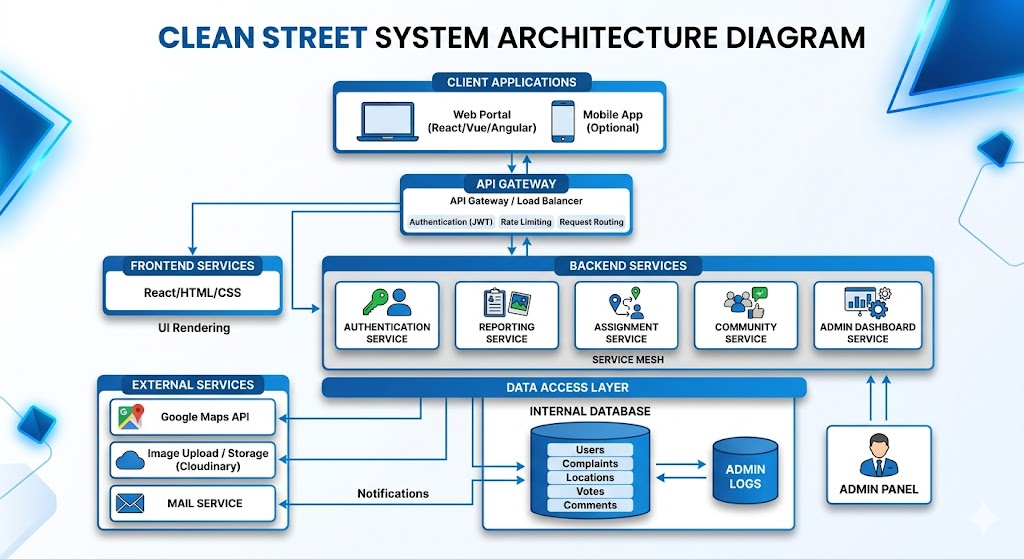 CLEAN STREET SYSTEM ARCHITECTURE DIAGRAM
CLIENT APPLICATIONS
Web Portal
(React/Vue/Angular)
Mobile App
(Optional)
API GATEWAY
API Gateway / Load Balancer
Authentication (JWT) Rate Limiting Request Routing
FRONTEND SERVICES
React/HTML/CSS
UI Rendering
BACKEND SERVICES
AUTHENTICATION
SERVICE
REPORTING
SERVICE
ASSIGNMENT
SERVICE
COMMUNITY
SERVICE
ADMIN DASHBOARD
SERVICE
SERVICE MESH
EXTERNAL SERVICES
G
Google Maps API
Image Upload / Storage
(Cloudinary)
MAIL SERVICE
Notifications
DATA ACCESS LAYER
INTERNAL DATABASE
Users
Complaints
Locations
Votes
Comments
ADMIN
LOGS
ADMIN PANEL